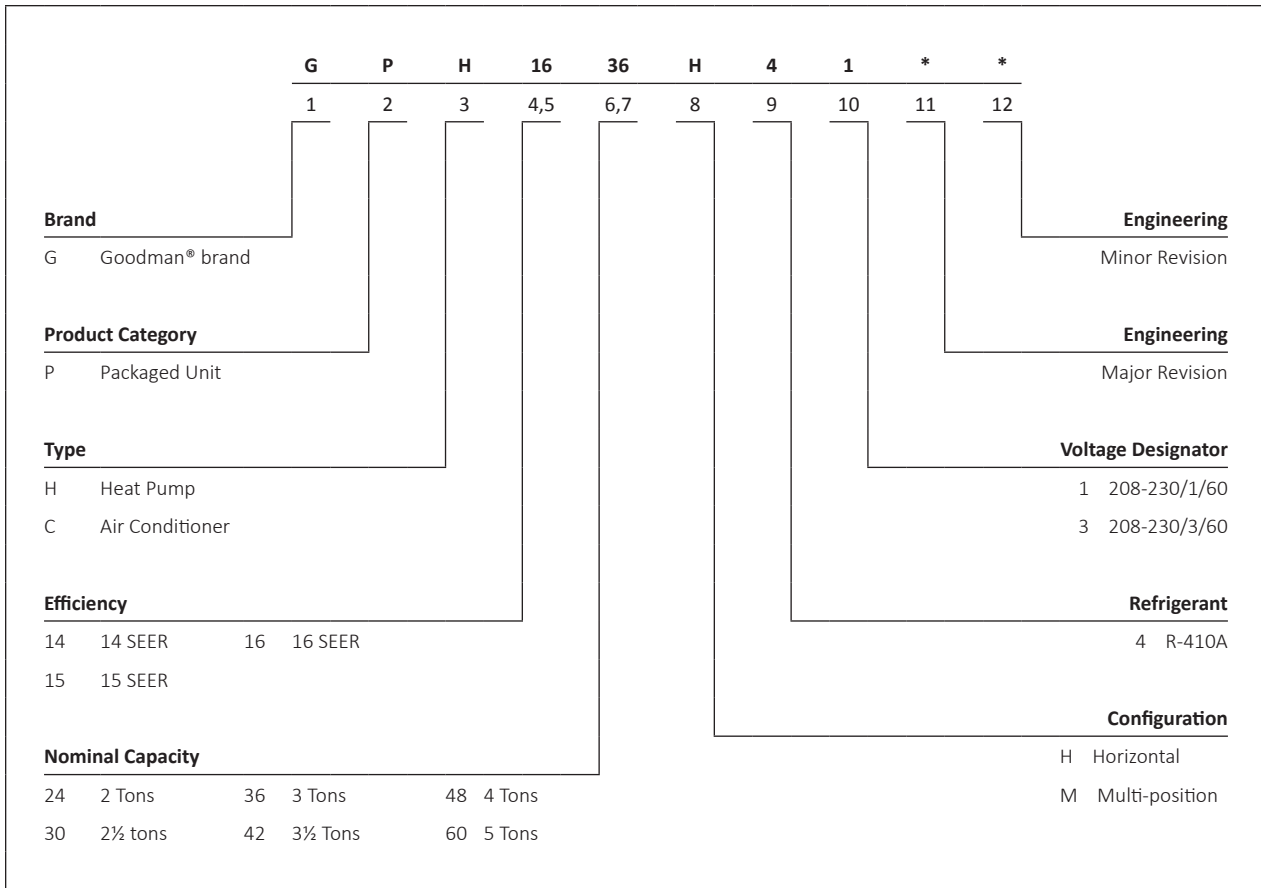 G P H 16 36 H 4 1 * *
1 2 3 4,5 6,7 8 9 10 11 12
Brand
G Goodman® brand
Engineering
Minor Revision
Product Category
P Packaged Unit
Engineering
Major Revision
Type
H Heat Pump
C Air Conditioner
Voltage Designator
1 208-230/1/60
3 208-230/3/60
Efficiency
14 14 SEER 16 16 SEER
15 15 SEER
Refrigerant
4 R-410A
Nominal Capacity
24 2 Tons 36 3 Tons 48 4 Tons
30 2½ tons 42 3½ Tons 60 5 Tons
Configuration
H Horizontal
M Multi-position